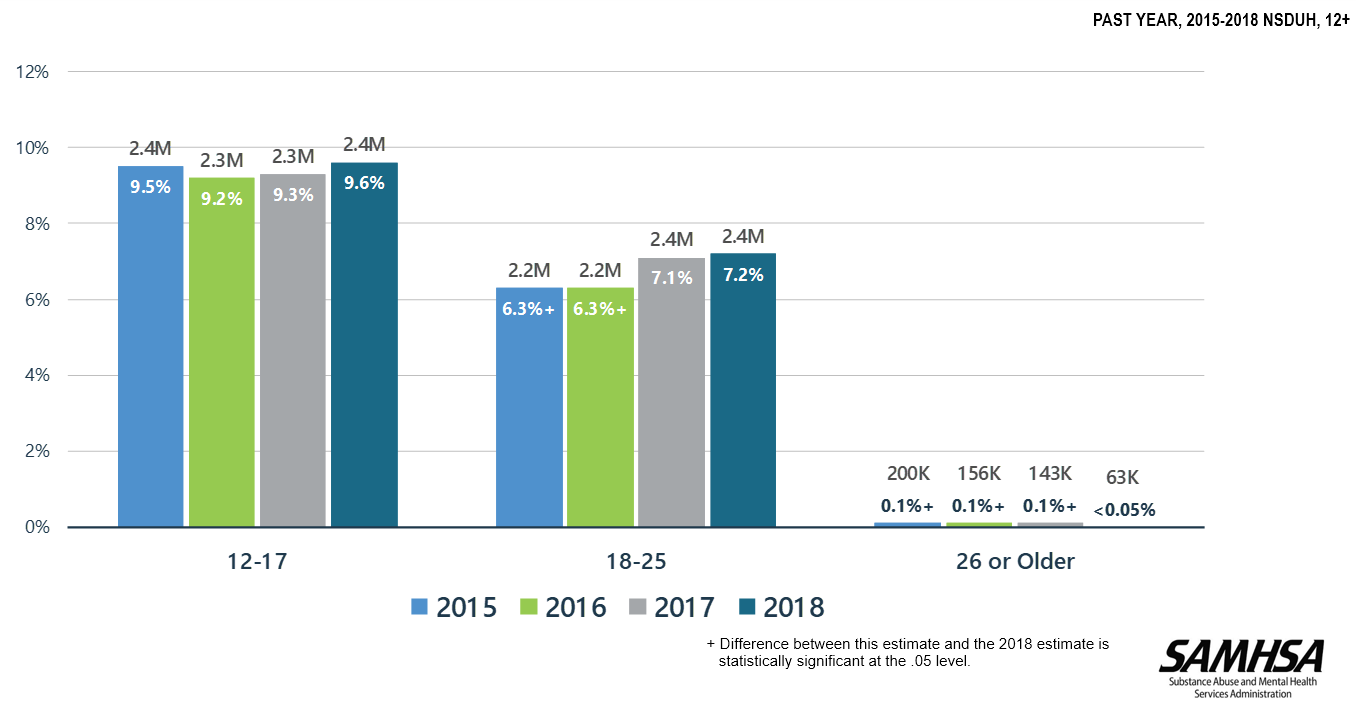 PAST YEAR, 2015-2018 NSDUH, 12+
12%
10%
8%
6%
4%
2%
0%
2.4M
2.3M
2.3M
2.4M
9.5%
9.2%
9.3%
9.6%
2.2M
2.2M
2.4M
2.4M
6.3%+
6.3%+
7.1%
7.2%
200K
156K
143K
63K
0.1%+
0.1%+
0.1%+
<0.05%
12-17
18-25
26 or Older
2015
2016
2017
2018
+ Difference between this estimate and the 2018 estimate is
statistically significant at the .05 level.
SAMHSA
Substance Abuse and Mental Health
Services Administration